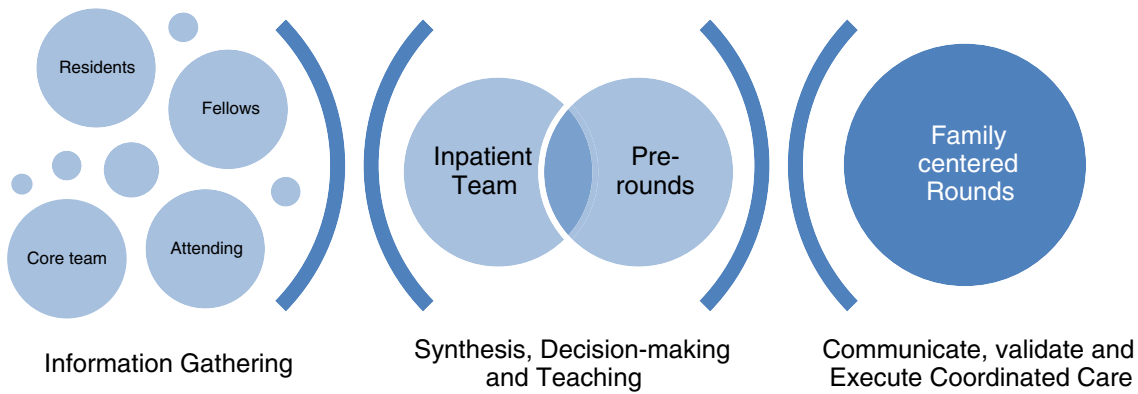 Residents
Fellows
Core team
Attending
Information Gathering
Inpatient
Team
Pre-
rounds
Synthesis, Decision-making
and Teaching
Family
centered
Rounds
Communicate, validate and
Execute Coordinated Care